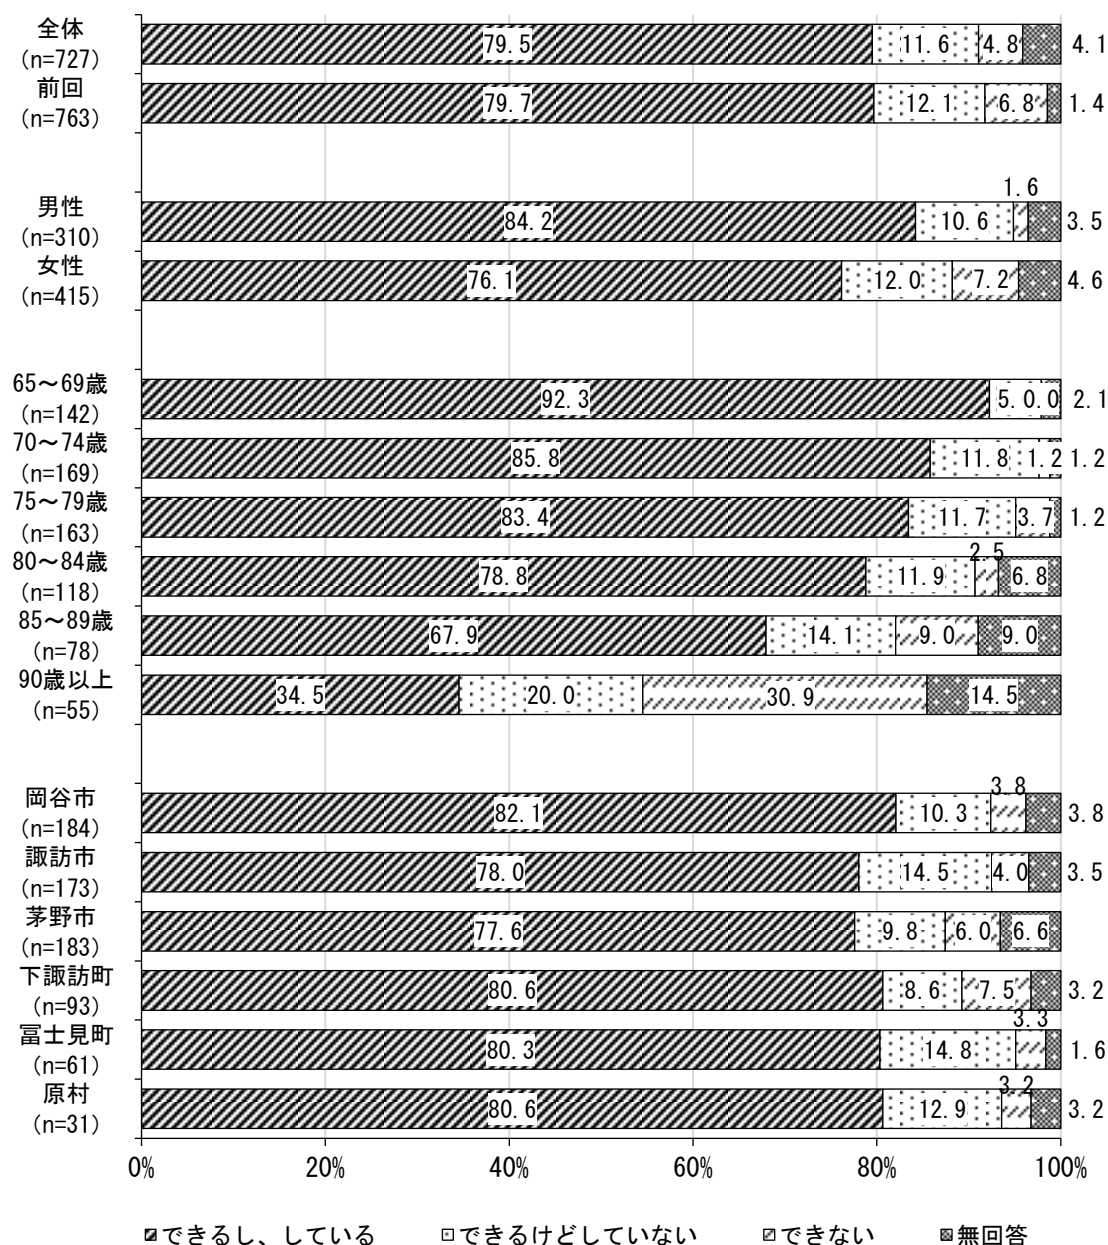 全体
(n=727)
79.5 11.6 4.8 4.1
前回
(n=763)
79.7 12.1 6.8 1.4
男性
(n=310)
84.2 10.6 1.6 3.5
女性
(n=415)
76.1 12.0 7.2 4.6
65～69歳
(n=142)
92.3 5.0 0.0 2.1
70～74歳
(n=169)
85.8 11.8 1.2 1.2
75～79歳
(n=163)
83.4 11.7 3.7 1.2
80～84歳
(n=118)
78.8 11.9 2.5 6.8
85～89歳
(n=78)
67.9 14.1 9.0 9.0
90歳以上
(n=55)
34.5 20.0 30.9 14.5
岡谷市
(n=184)
82.1 10.3 3.8 3.8
諏訪市
(n=173)
78.0 14.5 4.0 3.5
茅野市
(n=183)
77.6 9.8 6.0 6.6
下諏訪町
(n=93)
80.6 8.6 7.5 3.2
冨士見町
(n=61)
80.3 14.8 3.3 1.6
原村
(n=31)
80.6 12.9 3.2 3.2
0% 20% 40% 60% 80% 100%
できるし、している できるけどしていない できない 無回答